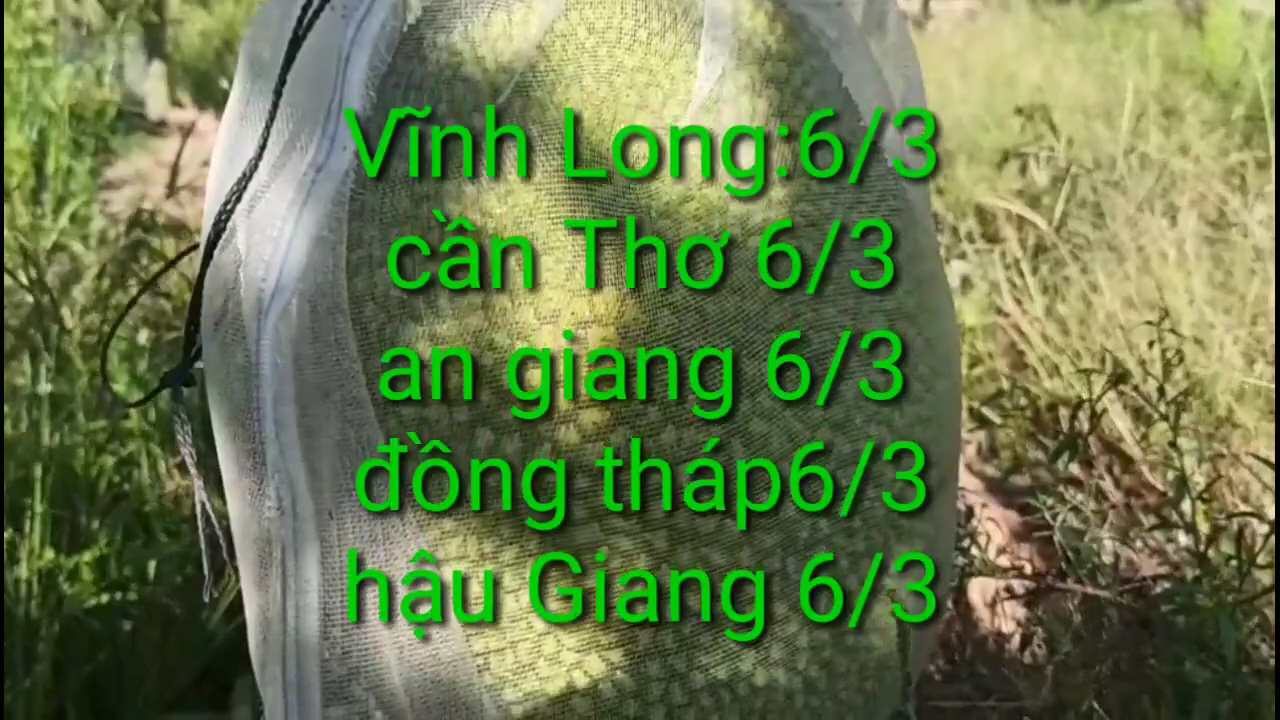 Vĩnh Long:6/3
cần Thơ 6/3
an giang 6/3
đồng tháp6/3
hậu Giang 6/3